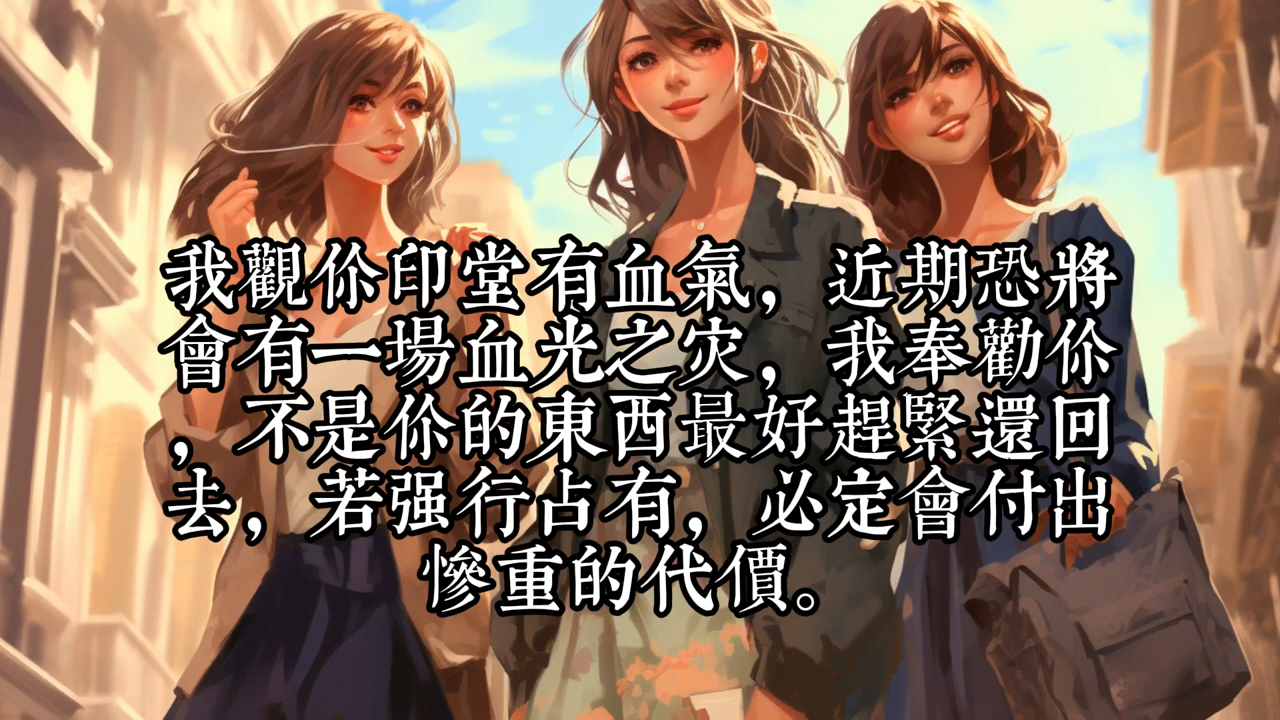 我觀伱印堂有血氣，近期恐將
會有一場血光之灾，我奉勸伱
，不是伱的東西最好趕緊還回
去，若强行占有，必定會付出
慘重的代價。